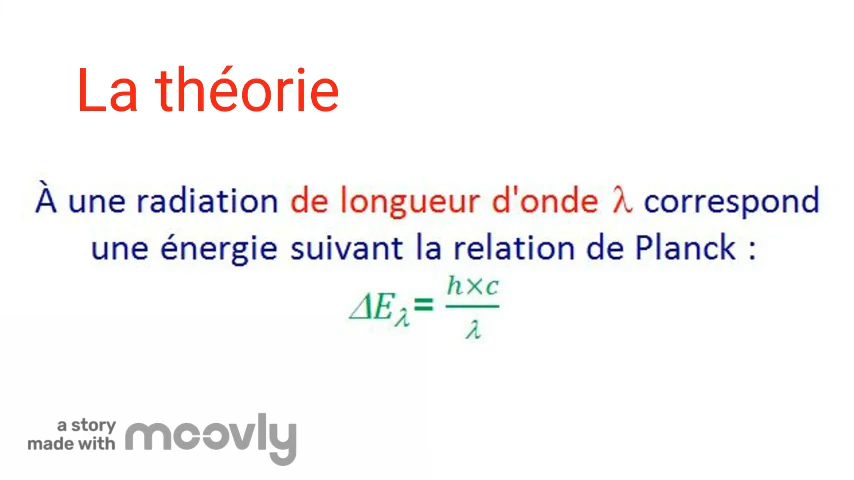 La théorie
À une radiation de longueur d'onde λ correspond
une énergie suivant la relation de Planck :
ΔE_λ = h×c / λ
a story
made with moovly